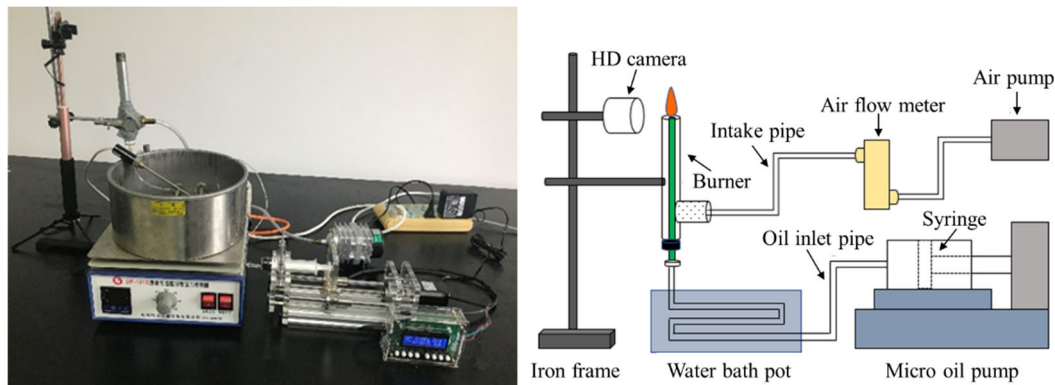 HD camera
Air pump
Air flow meter
Intake pipe
Burner
Syringe
Oil inlet pipe
Iron frame
Water bath pot
Micro oil pump